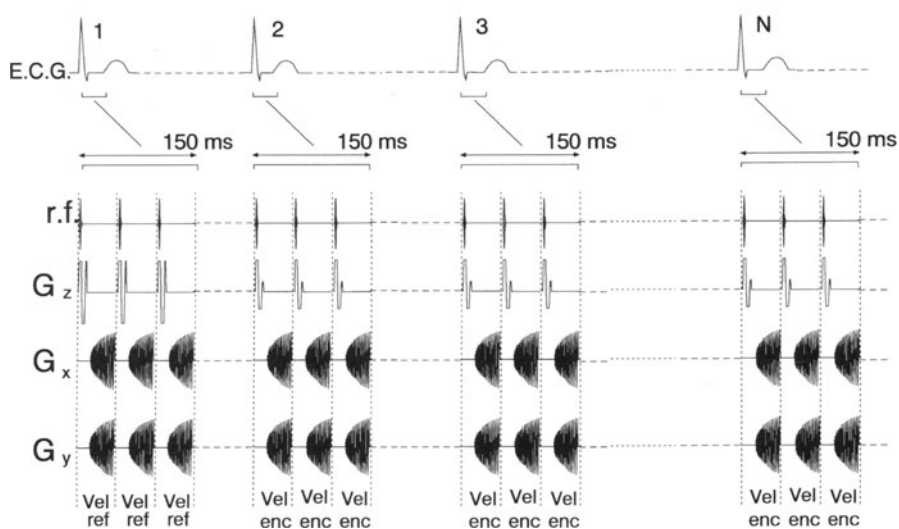 1 2 3 N
E.C.G.
150 ms 150 ms 150 ms 150 ms
r.f.
G z
G x
G y
Vel Vel Vel Vel Vel Vel Vel Vel Vel Vel Vel Vel
ref ref ref enc enc enc enc enc enc enc enc enc